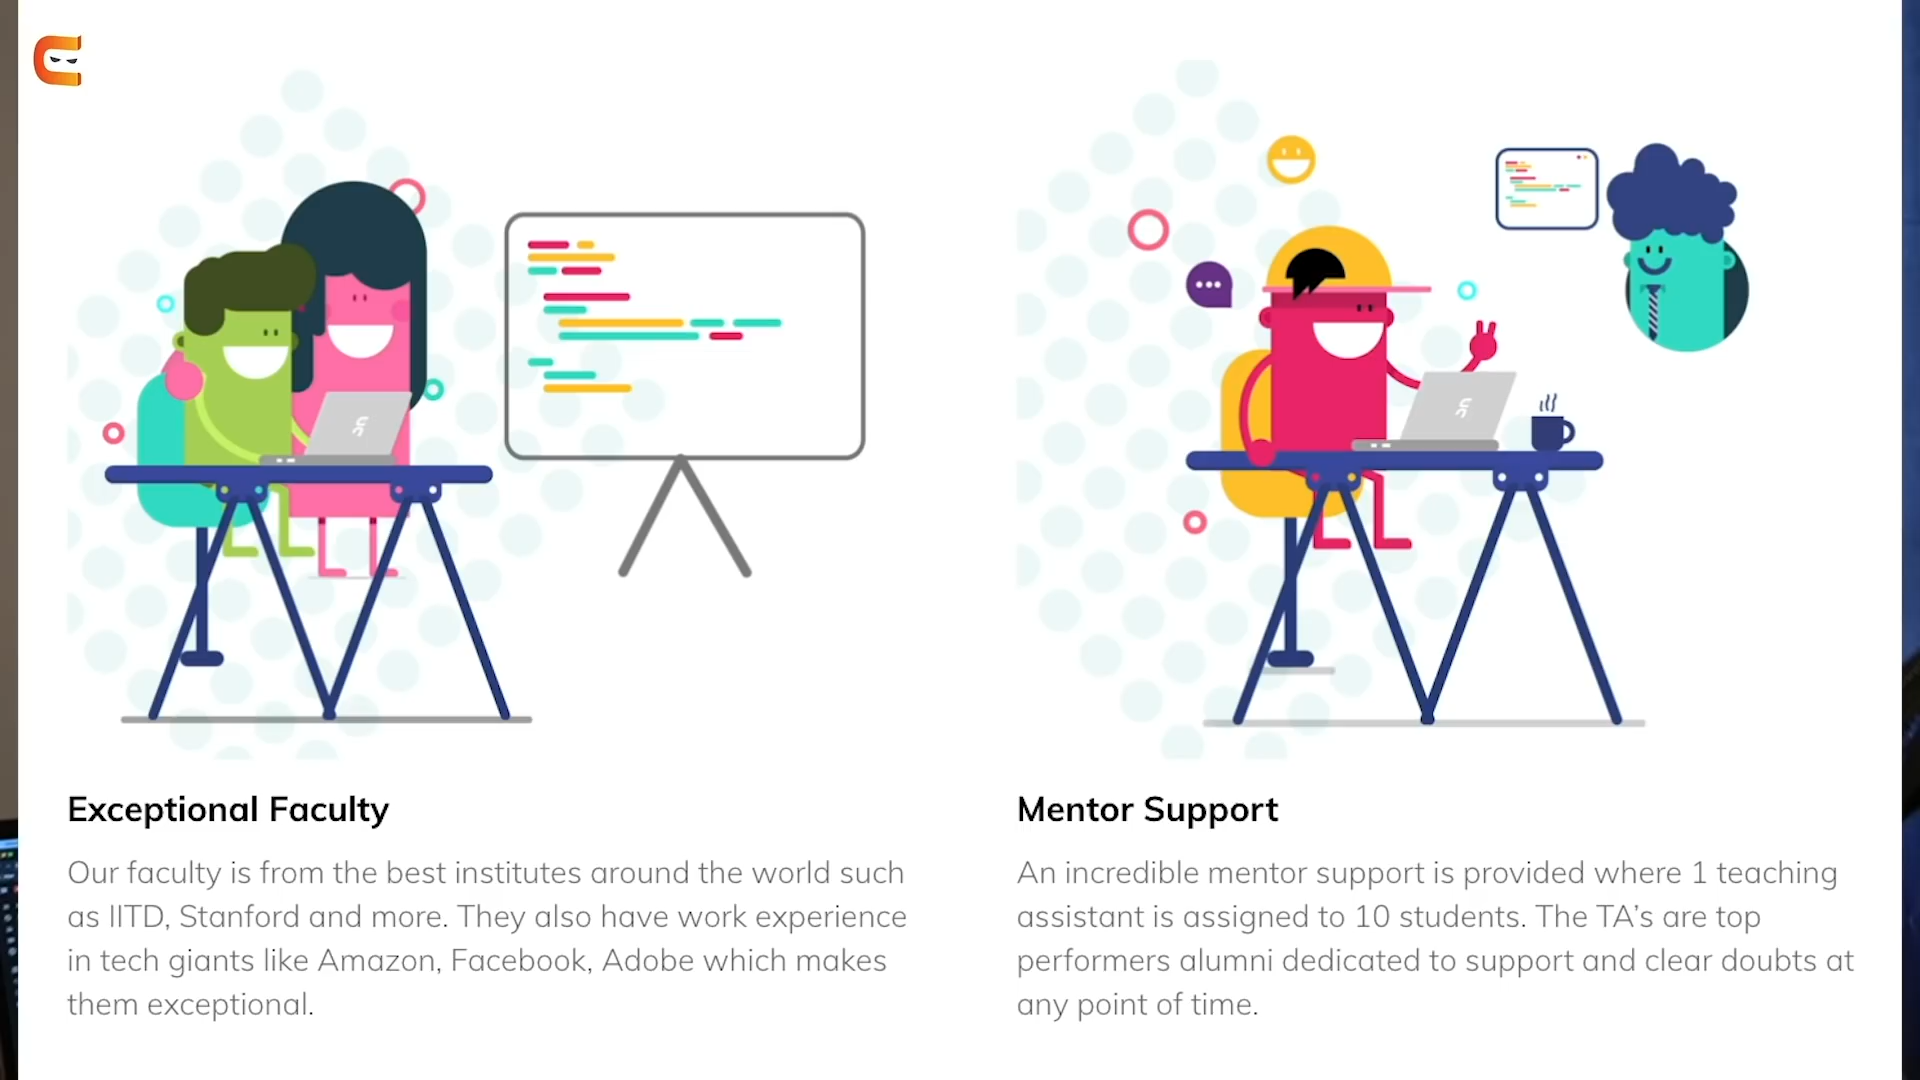 Exceptional Faculty
Our faculty is from the best institutes around the world such
as IITD, Stanford and more. They also have work experience
in tech giants like Amazon, Facebook, Adobe which makes
them exceptional.
Mentor Support
An incredible mentor support is provided where 1 teaching
assistant is assigned to 10 students. The TA's are top
performers alumni dedicated to support and clear doubts at
any point of time.